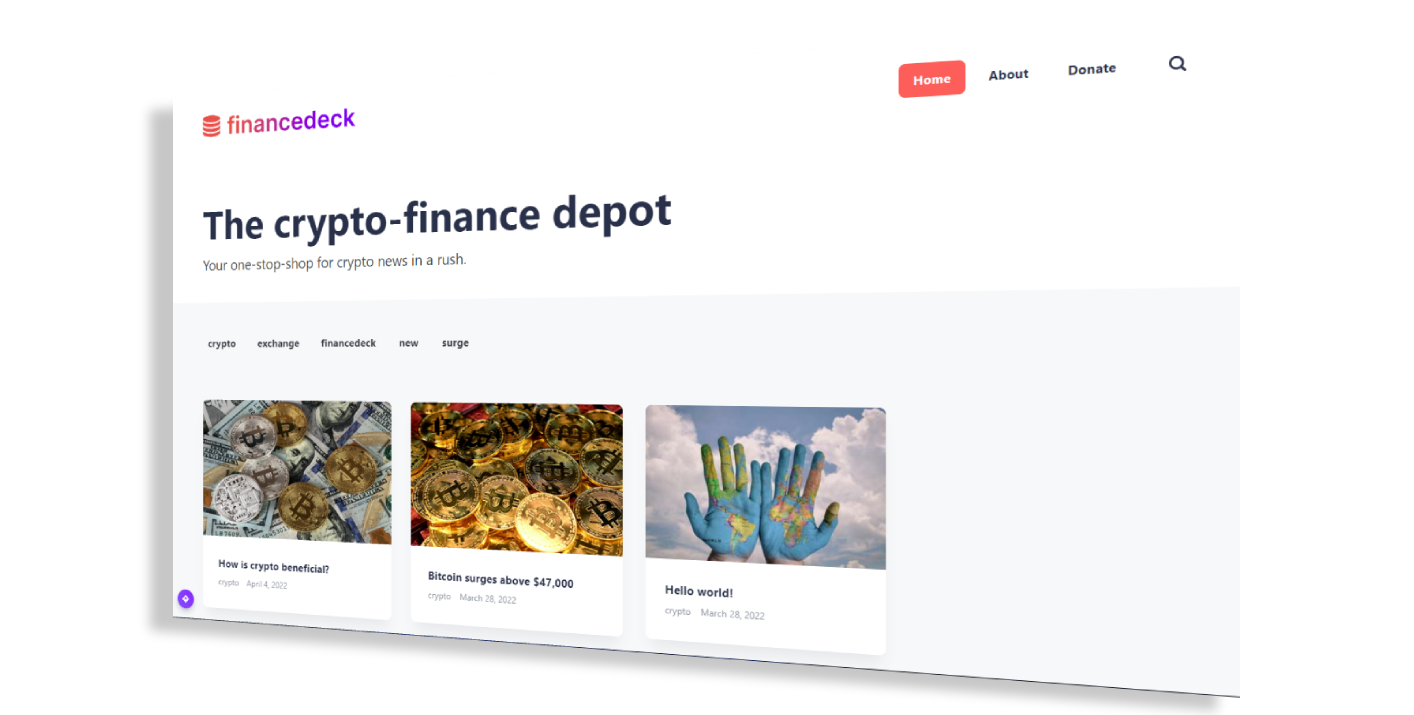 Home About Donate
financedeck
The crypto-finance depot
Your one-stop-shop for crypto news in a rush.
crypto exchange financedeck new surge
How is crypto beneficial?
crypto April 4, 2022
Bitcoin surges above $47,000
crypto March 28, 2022
Hello world!
crypto March 28, 2022